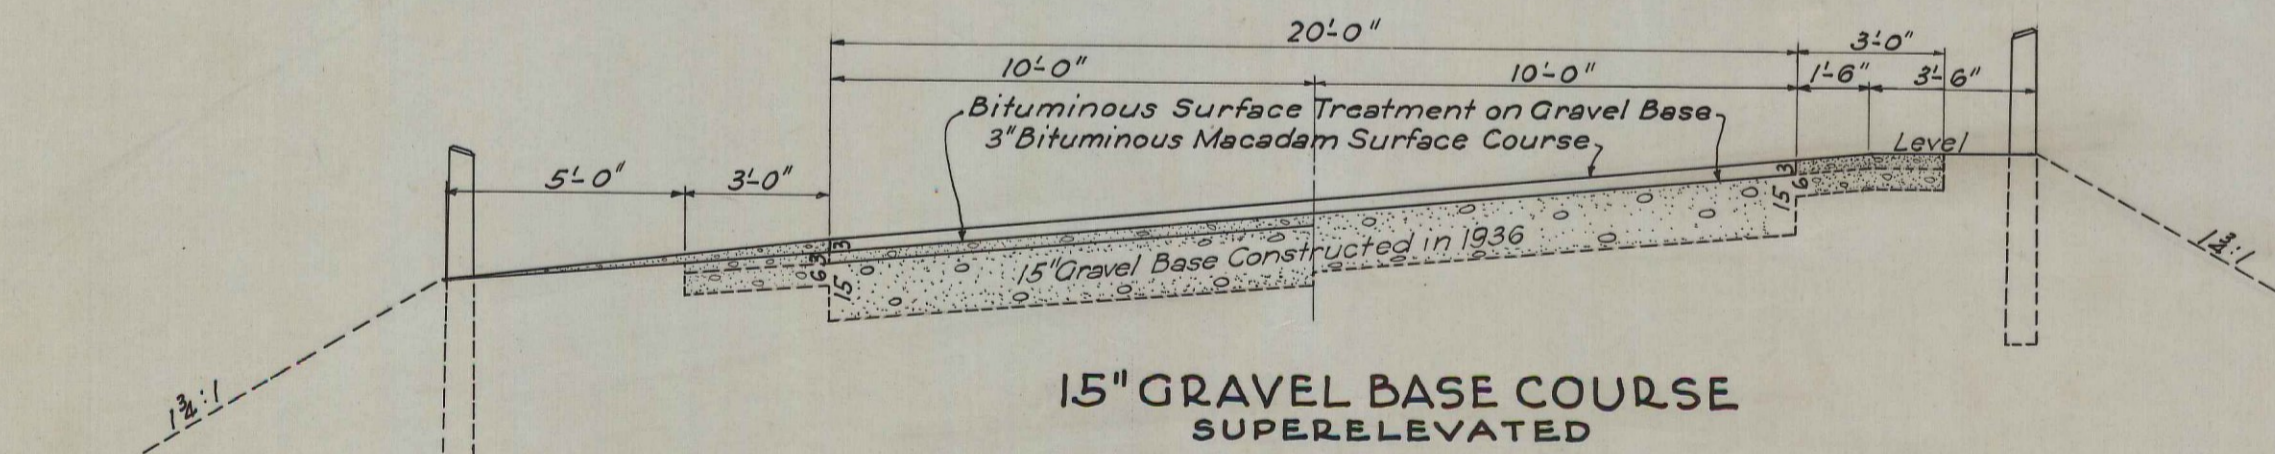 20'-0"
3'-0"
10'-0"
10'-0"
1'-6"
3'-6"
Bituminous Surface Treatment on Gravel Base
3" Bituminous Macadam Surface Course
Level
5'-0"
3'-0"
3
3
15
6
3
6
15
15" Gravel Base Constructed in 1936
1¾:1
1¾:1
15" GRAVEL BASE COURSE
SUPERELEVATED